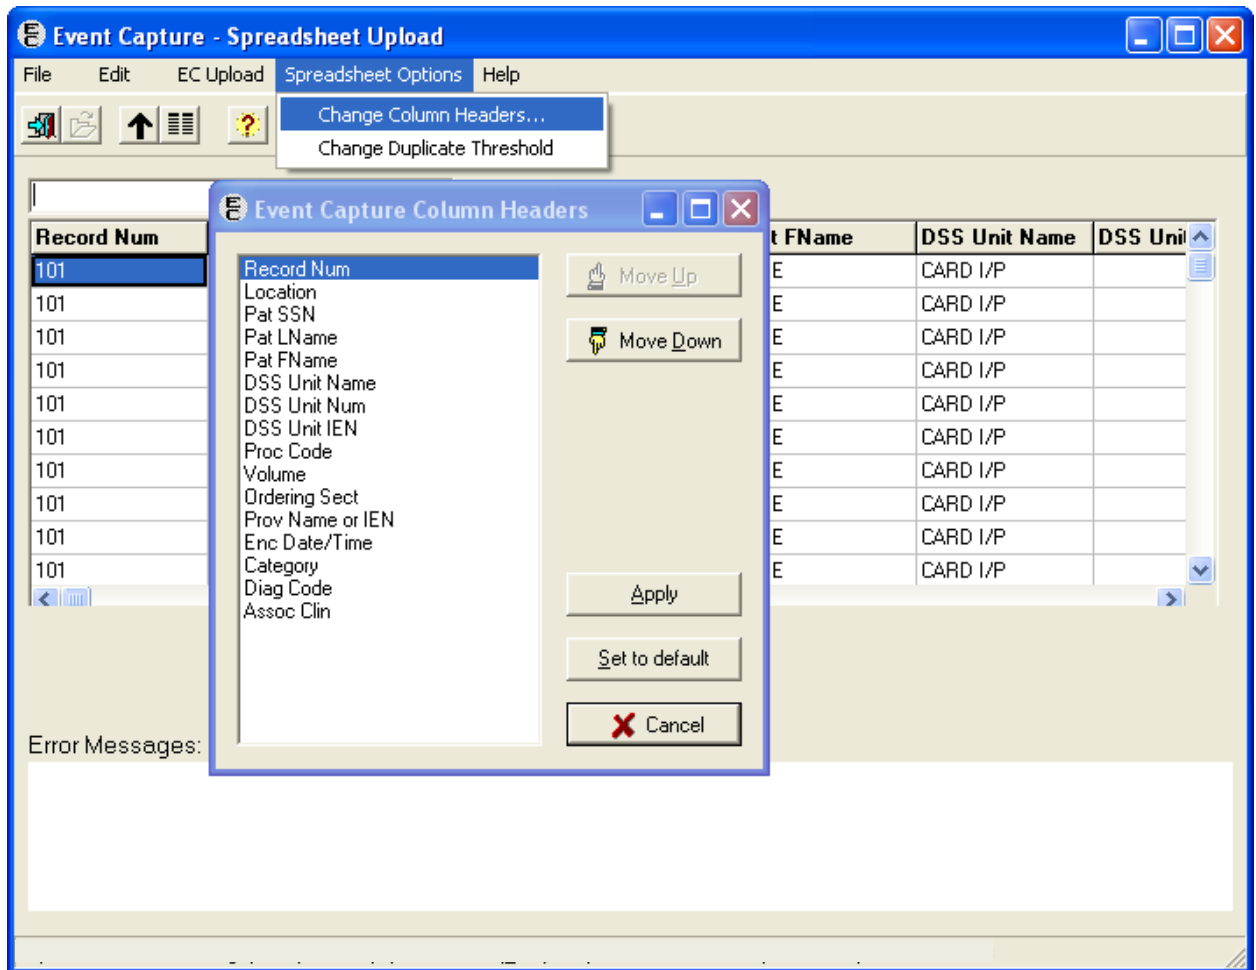 Event Capture - Spreadsheet Upload
File Edit EC Upload Spreadsheet Options Help
Change Column Headers...
Change Duplicate Threshold
Event Capture Column Headers
Record Num
Location
Pat SSN
Pat LName
Pat FName
DSS Unit Name
DSS Unit Num
DSS Unit IEN
Proc Code
Volume
Ordering Sect
Prov Name or IEN
Enc Date/Time
Category
Diag Code
Assoc Clin
Move Up
Move Down
Apply
Set to default
Cancel
Record Num t FName DSS Unit Name DSS Uni
101 E CARD I/P
101 E CARD I/P
101 E CARD I/P
101 E CARD I/P
101 E CARD I/P
101 E CARD I/P
101 E CARD I/P
101 E CARD I/P
101 E CARD I/P
101 E CARD I/P
Error Messages: